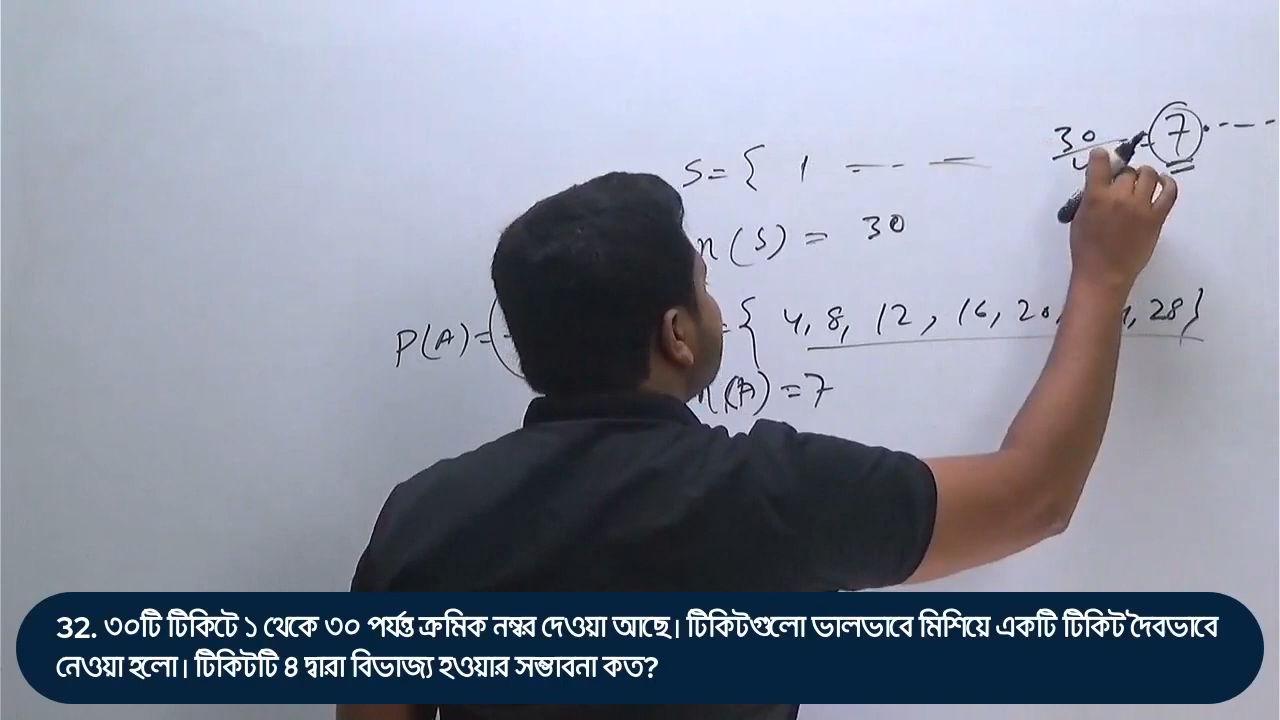 S = { 1 --- —
30/4 = 7.----
n(S) = 30
P(A) = ( = { 4, 8, 12, 16, 20, , 28}
n(A) = 7
32. ৩০টি টিকিটে ১ থেকে ৩০ পর্যন্ত ক্রমিক নম্বর দেওয়া আছে। টিকিটগুলো ভালভাবে মিশিয়ে একটি টিকিট দৈবভাবে
নেওয়া হলো। টিকিটটি ৪ দ্বারা বিভাজ্য হওয়ার সম্ভাবনা কত?